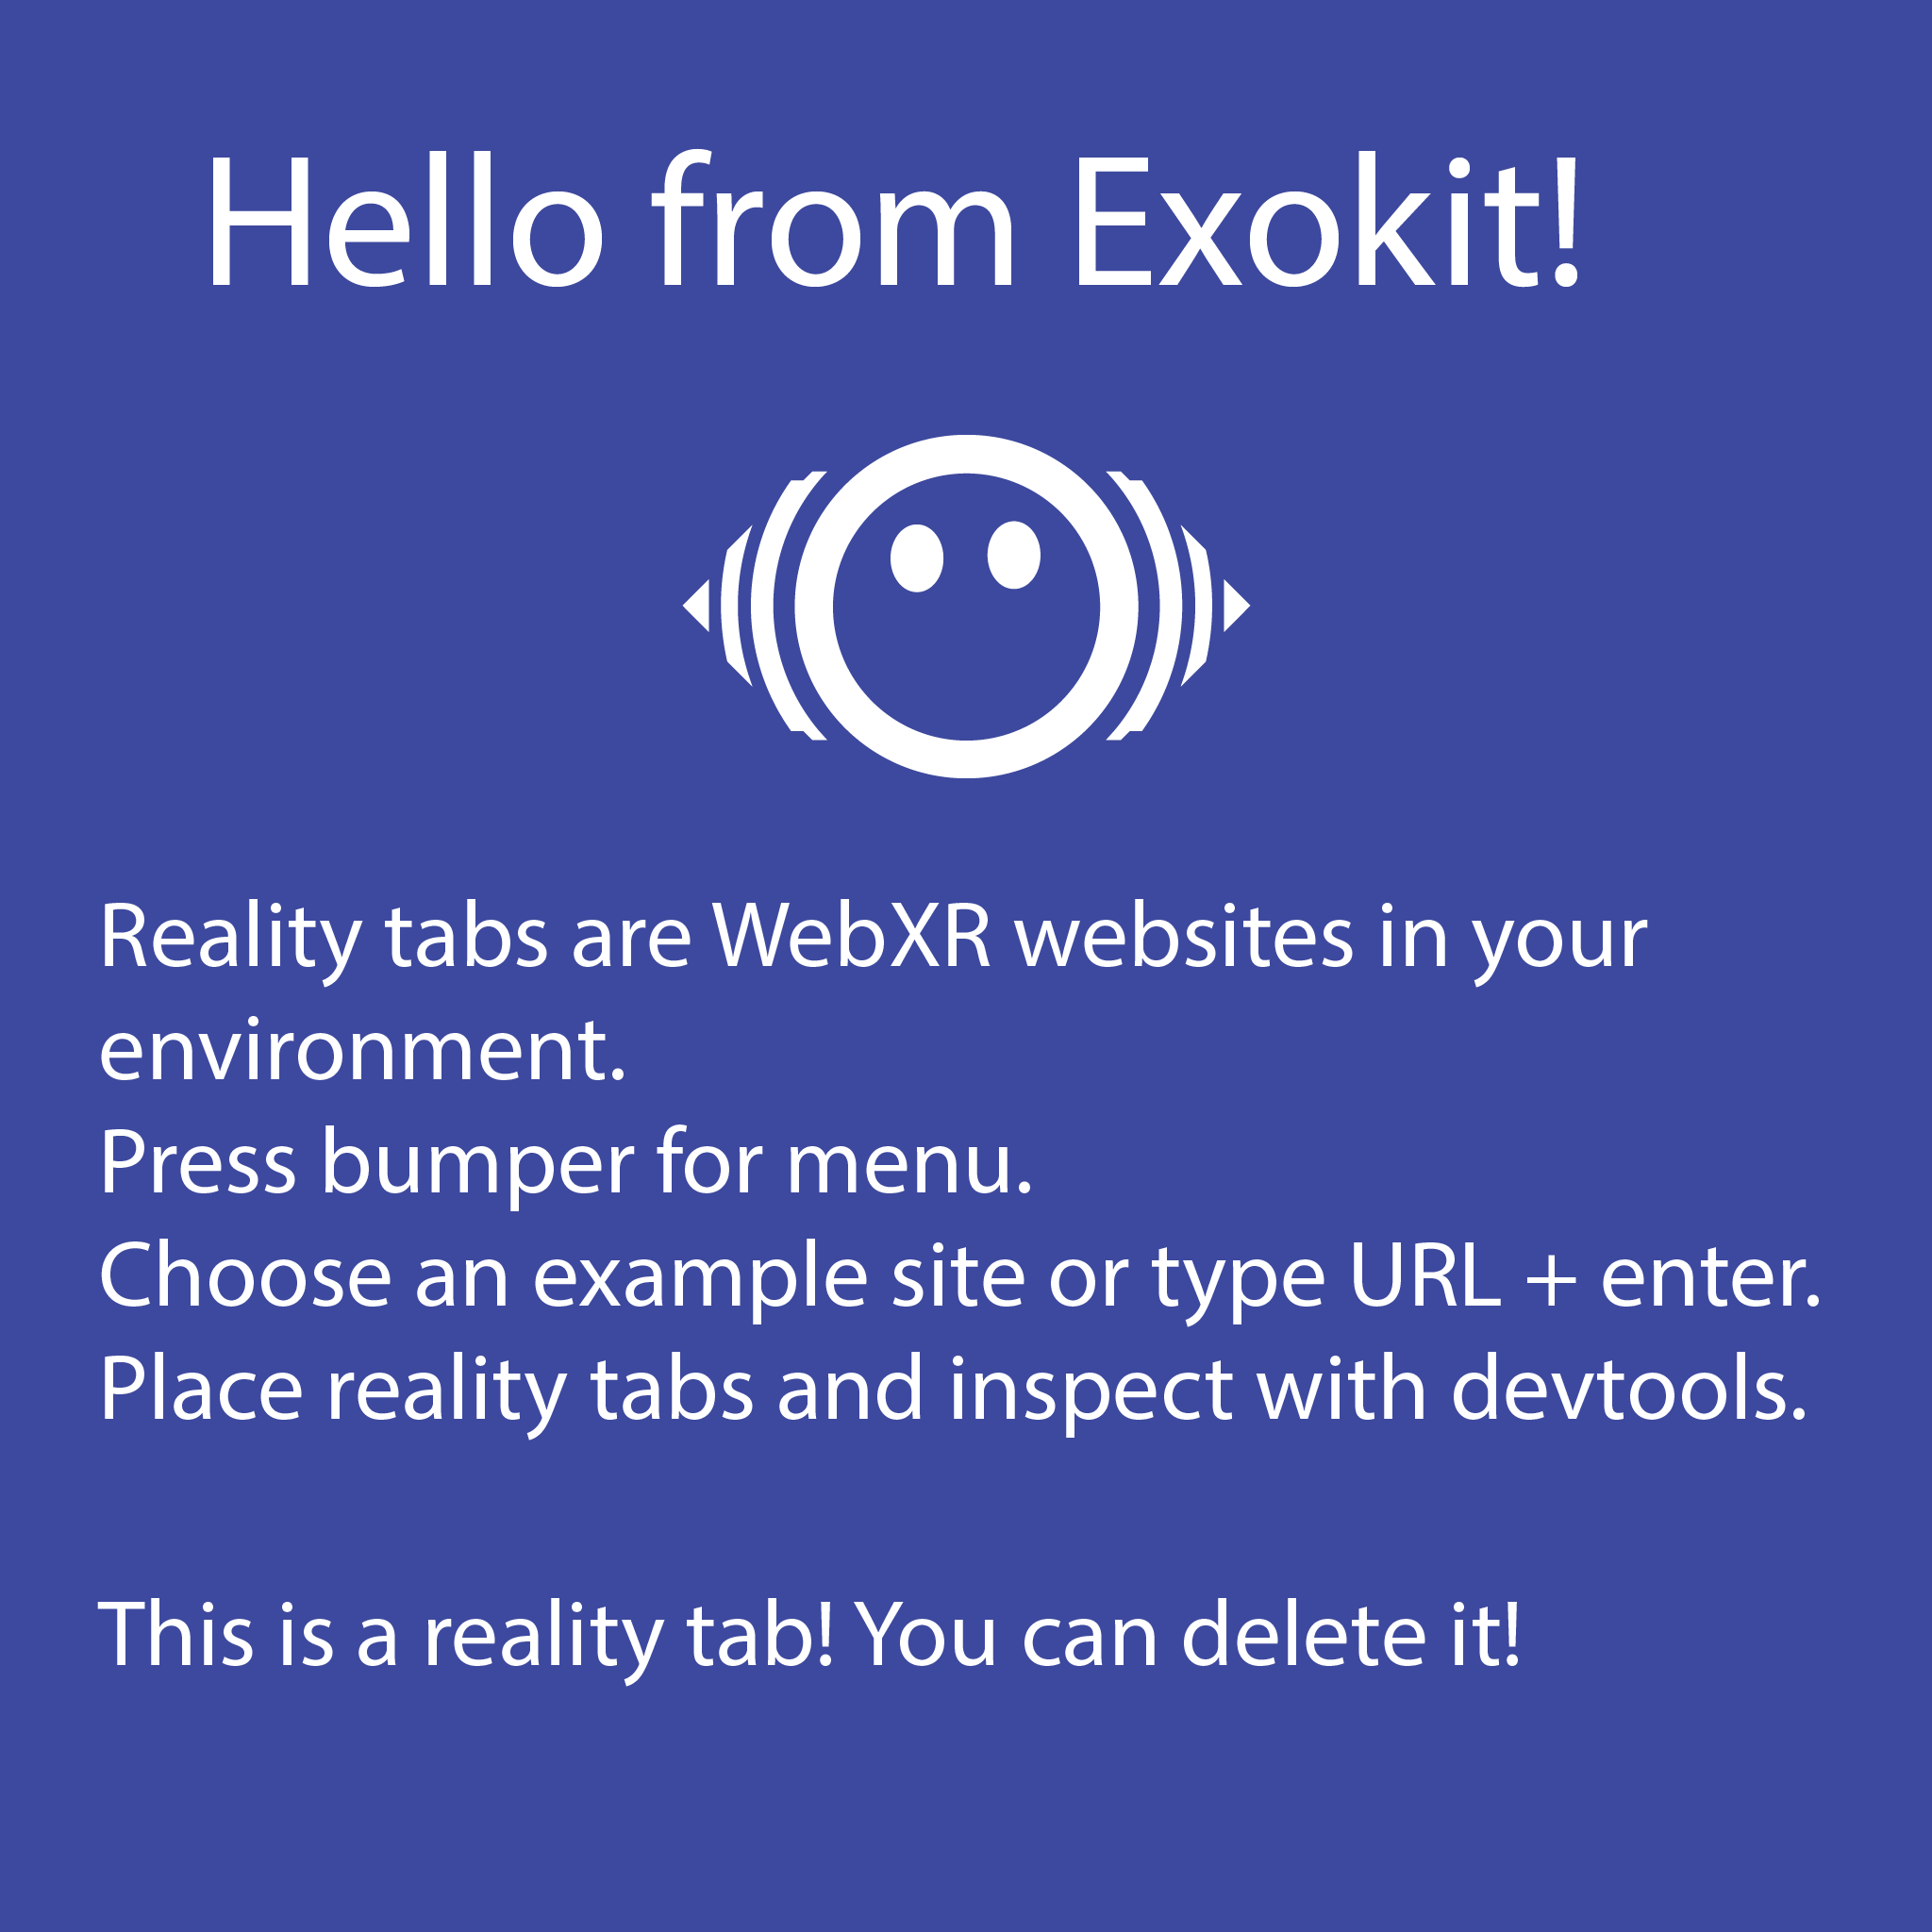 Hello from Exokit!
Reality tabs are WebXR websites in your
environment.
Press bumper for menu.
Choose an example site or type URL + enter.
Place reality tabs and inspect with devtools.
This is a reality tab! You can delete it!